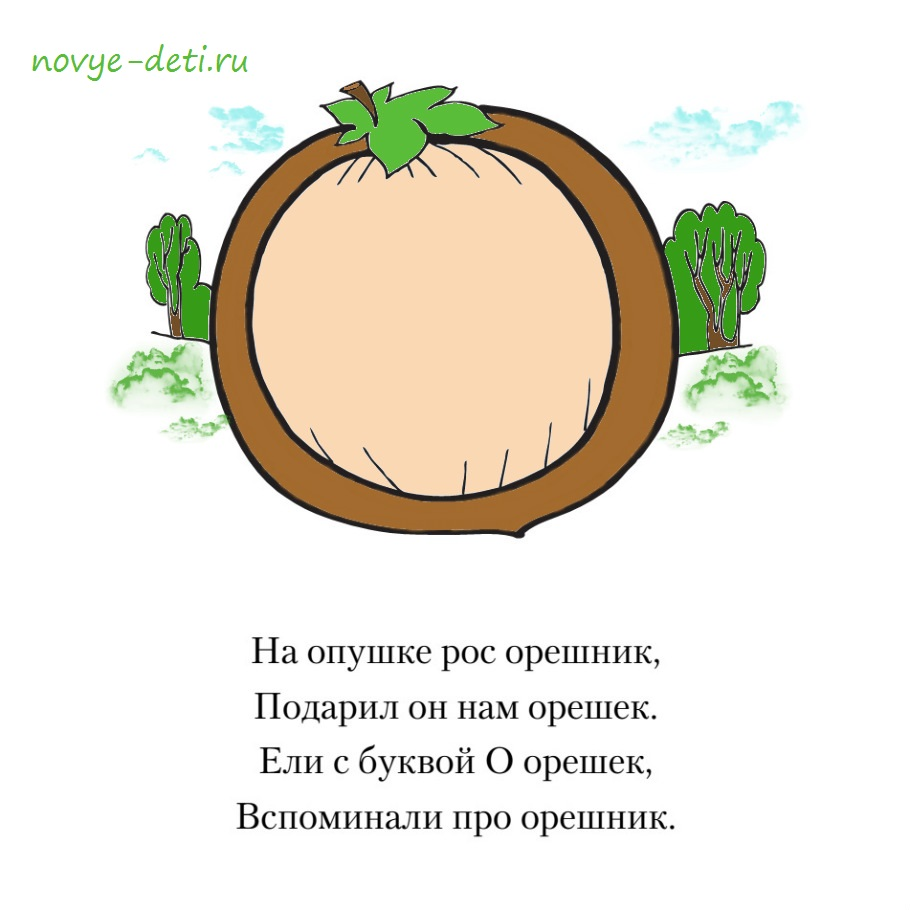 novye-deti.ru
На опушке рос орешник,
Подарил он нам орешек.
Ели с буквой О орешек,
Вспоминали про орешник.